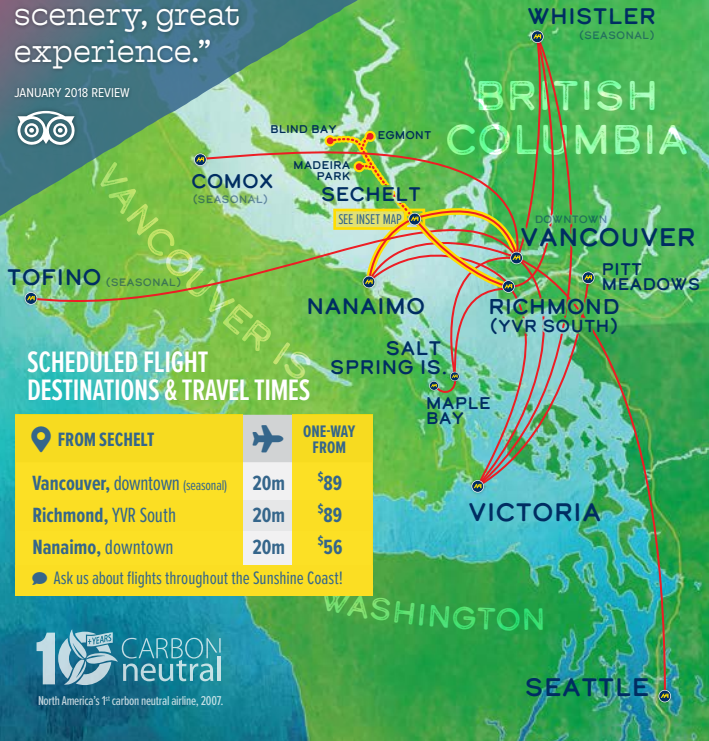 scenery, great
experience.”
JANUARY 2018 REVIEW
WHISTLER
(SEASONAL)
BRITISH
COLUMBIA
BLIND BAY
EGMONT
MADEIRA
PARK
COMOX
(SEASONAL)
SECHELT
SEE INSET MAP
DOWNTOWN
VANCOUVER
VANCOUVER IS.
PITT
MEADOWS
TOFINO (SEASONAL)
NANAIMO
RICHMOND
(YVR SOUTH)
SALT
SPRING IS.
MAPLE
BAY
VICTORIA
SCHEDULED FLIGHT
DESTINATIONS & TRAVEL TIMES
FROM SECHELT
ONE-WAY
FROM
Vancouver, downtown (seasonal) 20m $89
Richmond, YVR South 20m $89
Nanaimo, downtown 20m $56
Ask us about flights throughout the Sunshine Coast!
WASHINGTON
10 +YEARS CARBON
neutral
North America's 1st carbon neutral airline, 2007.
SEATTLE